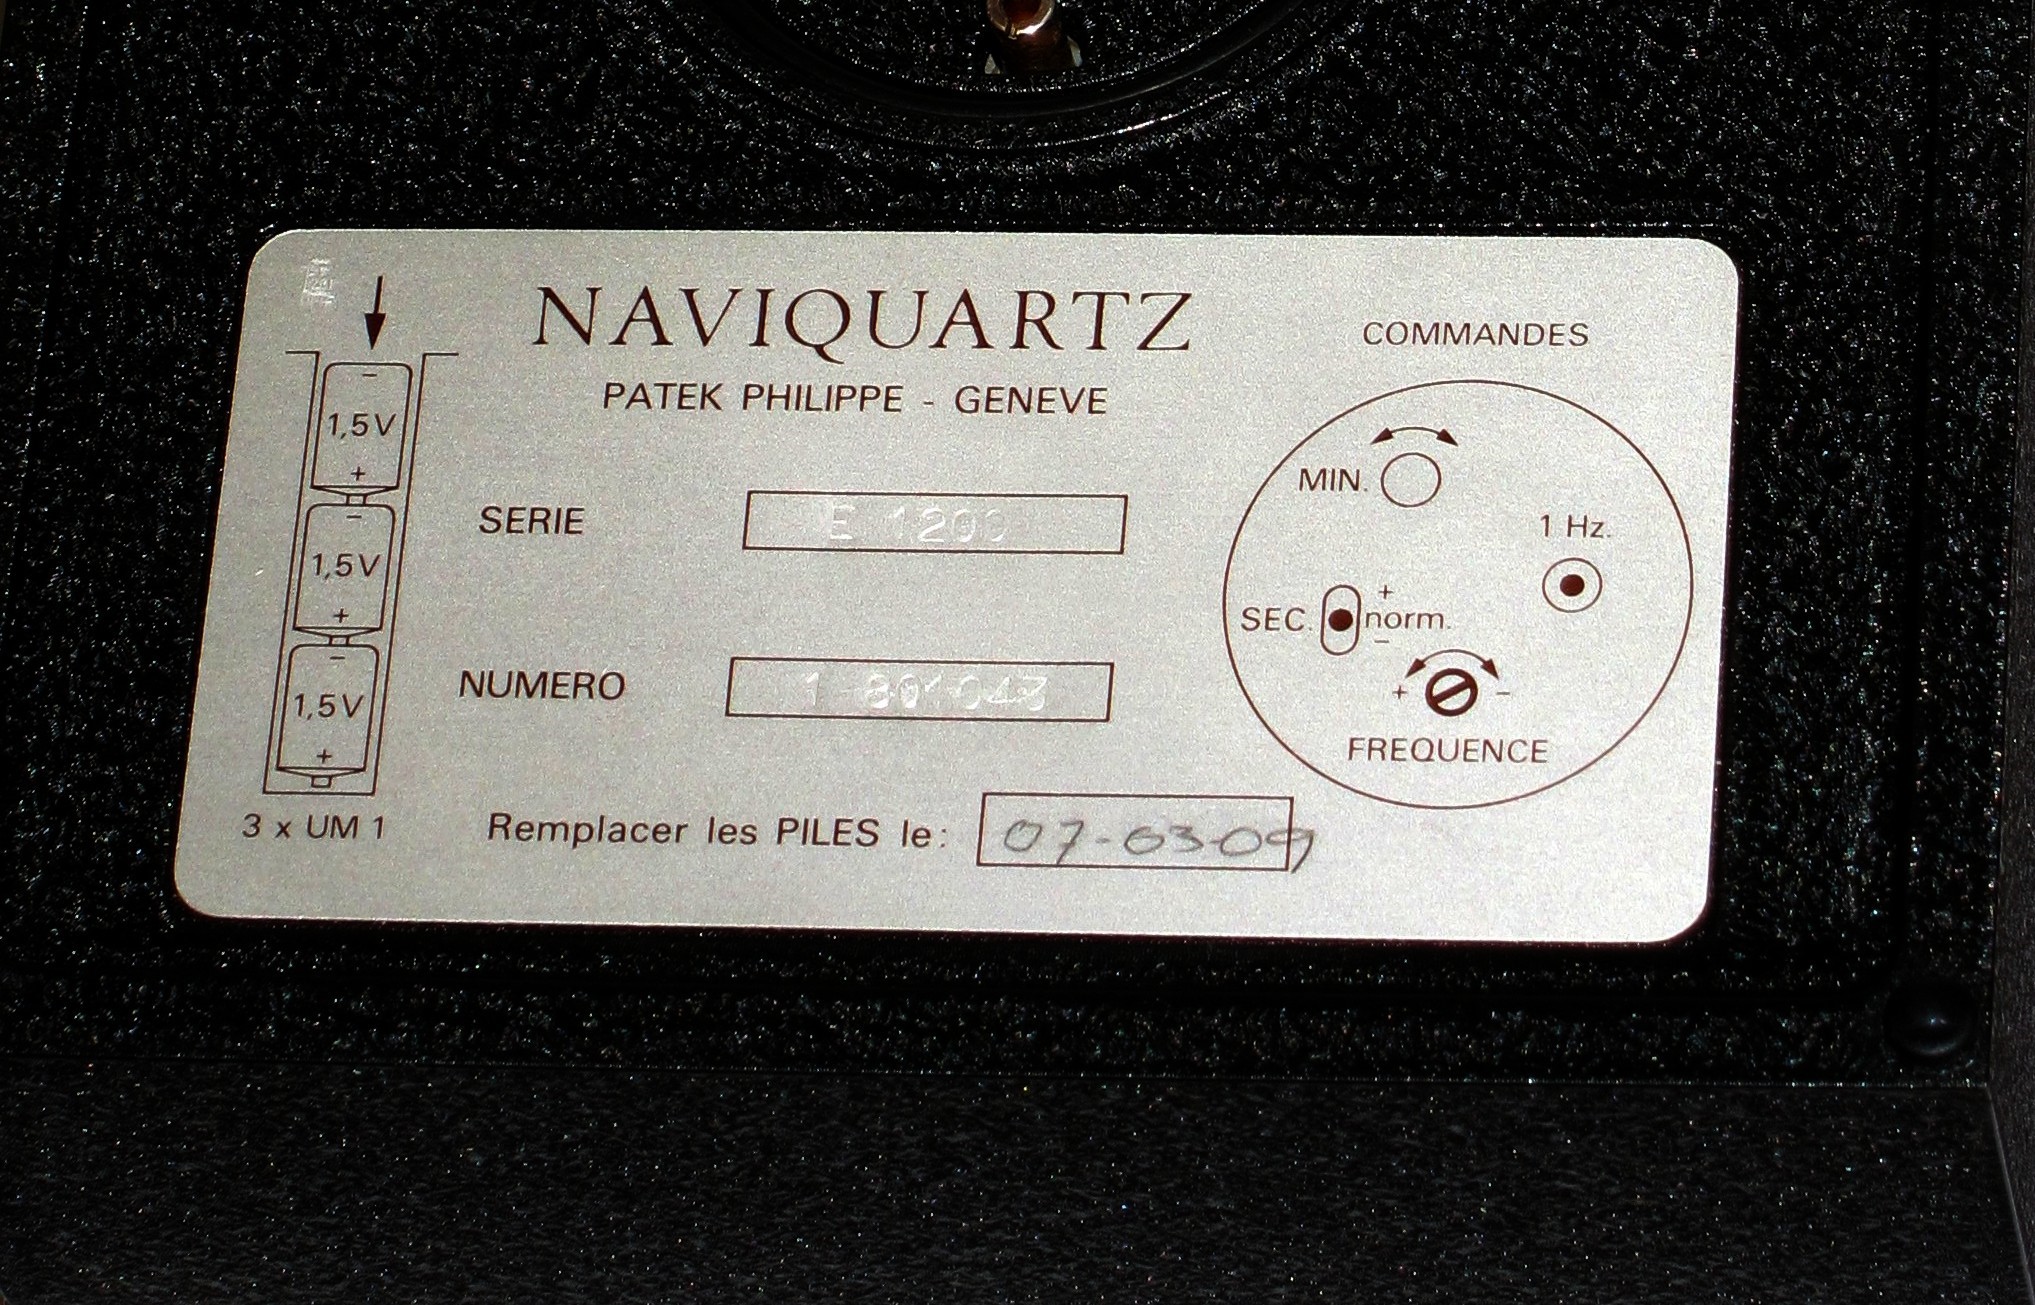 NAVIQUARTZ
PATEK PHILIPPE - GENEVE
SERIE E 1200
NUMERO
Remplacer les PILES le: 07-03-09
−
1,5V
+
−
1,5V
+
−
1,5V
+
3 x UM 1
COMMANDES
MIN.
1 Hz.
+
SEC. norm.
−
+ −
FREQUENCE